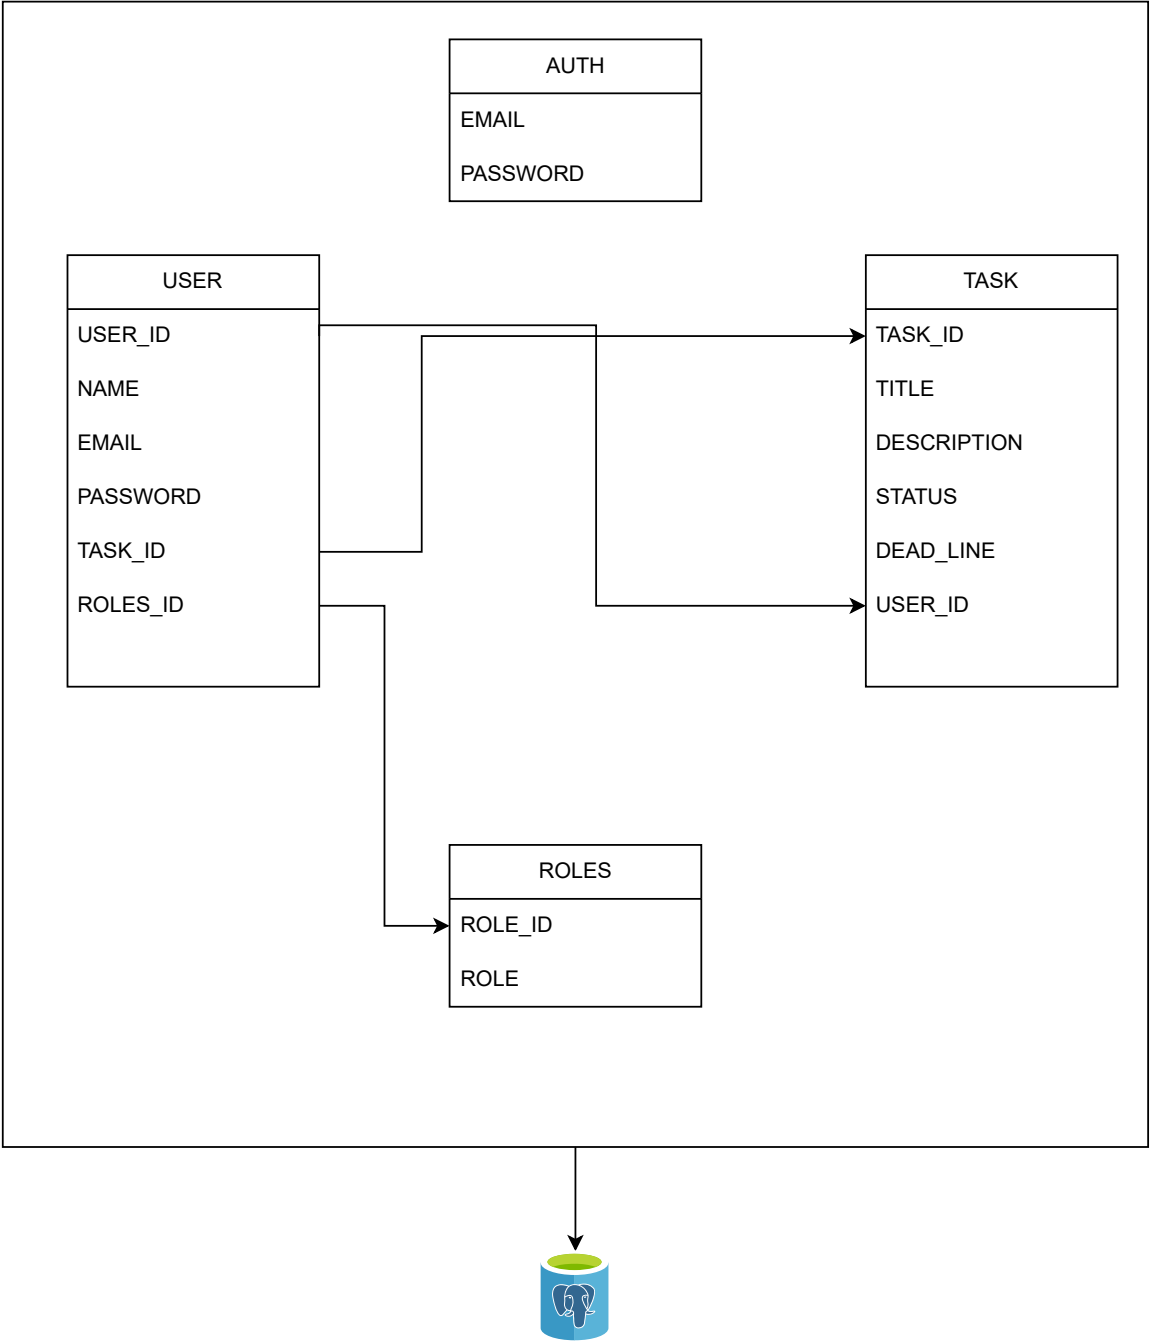 AUTH
EMAIL
PASSWORD
USER
USER_ID
NAME
EMAIL
PASSWORD
TASK_ID
ROLES_ID
TASK
TASK_ID
TITLE
DESCRIPTION
STATUS
DEAD_LINE
USER_ID
ROLES
ROLE_ID
ROLE